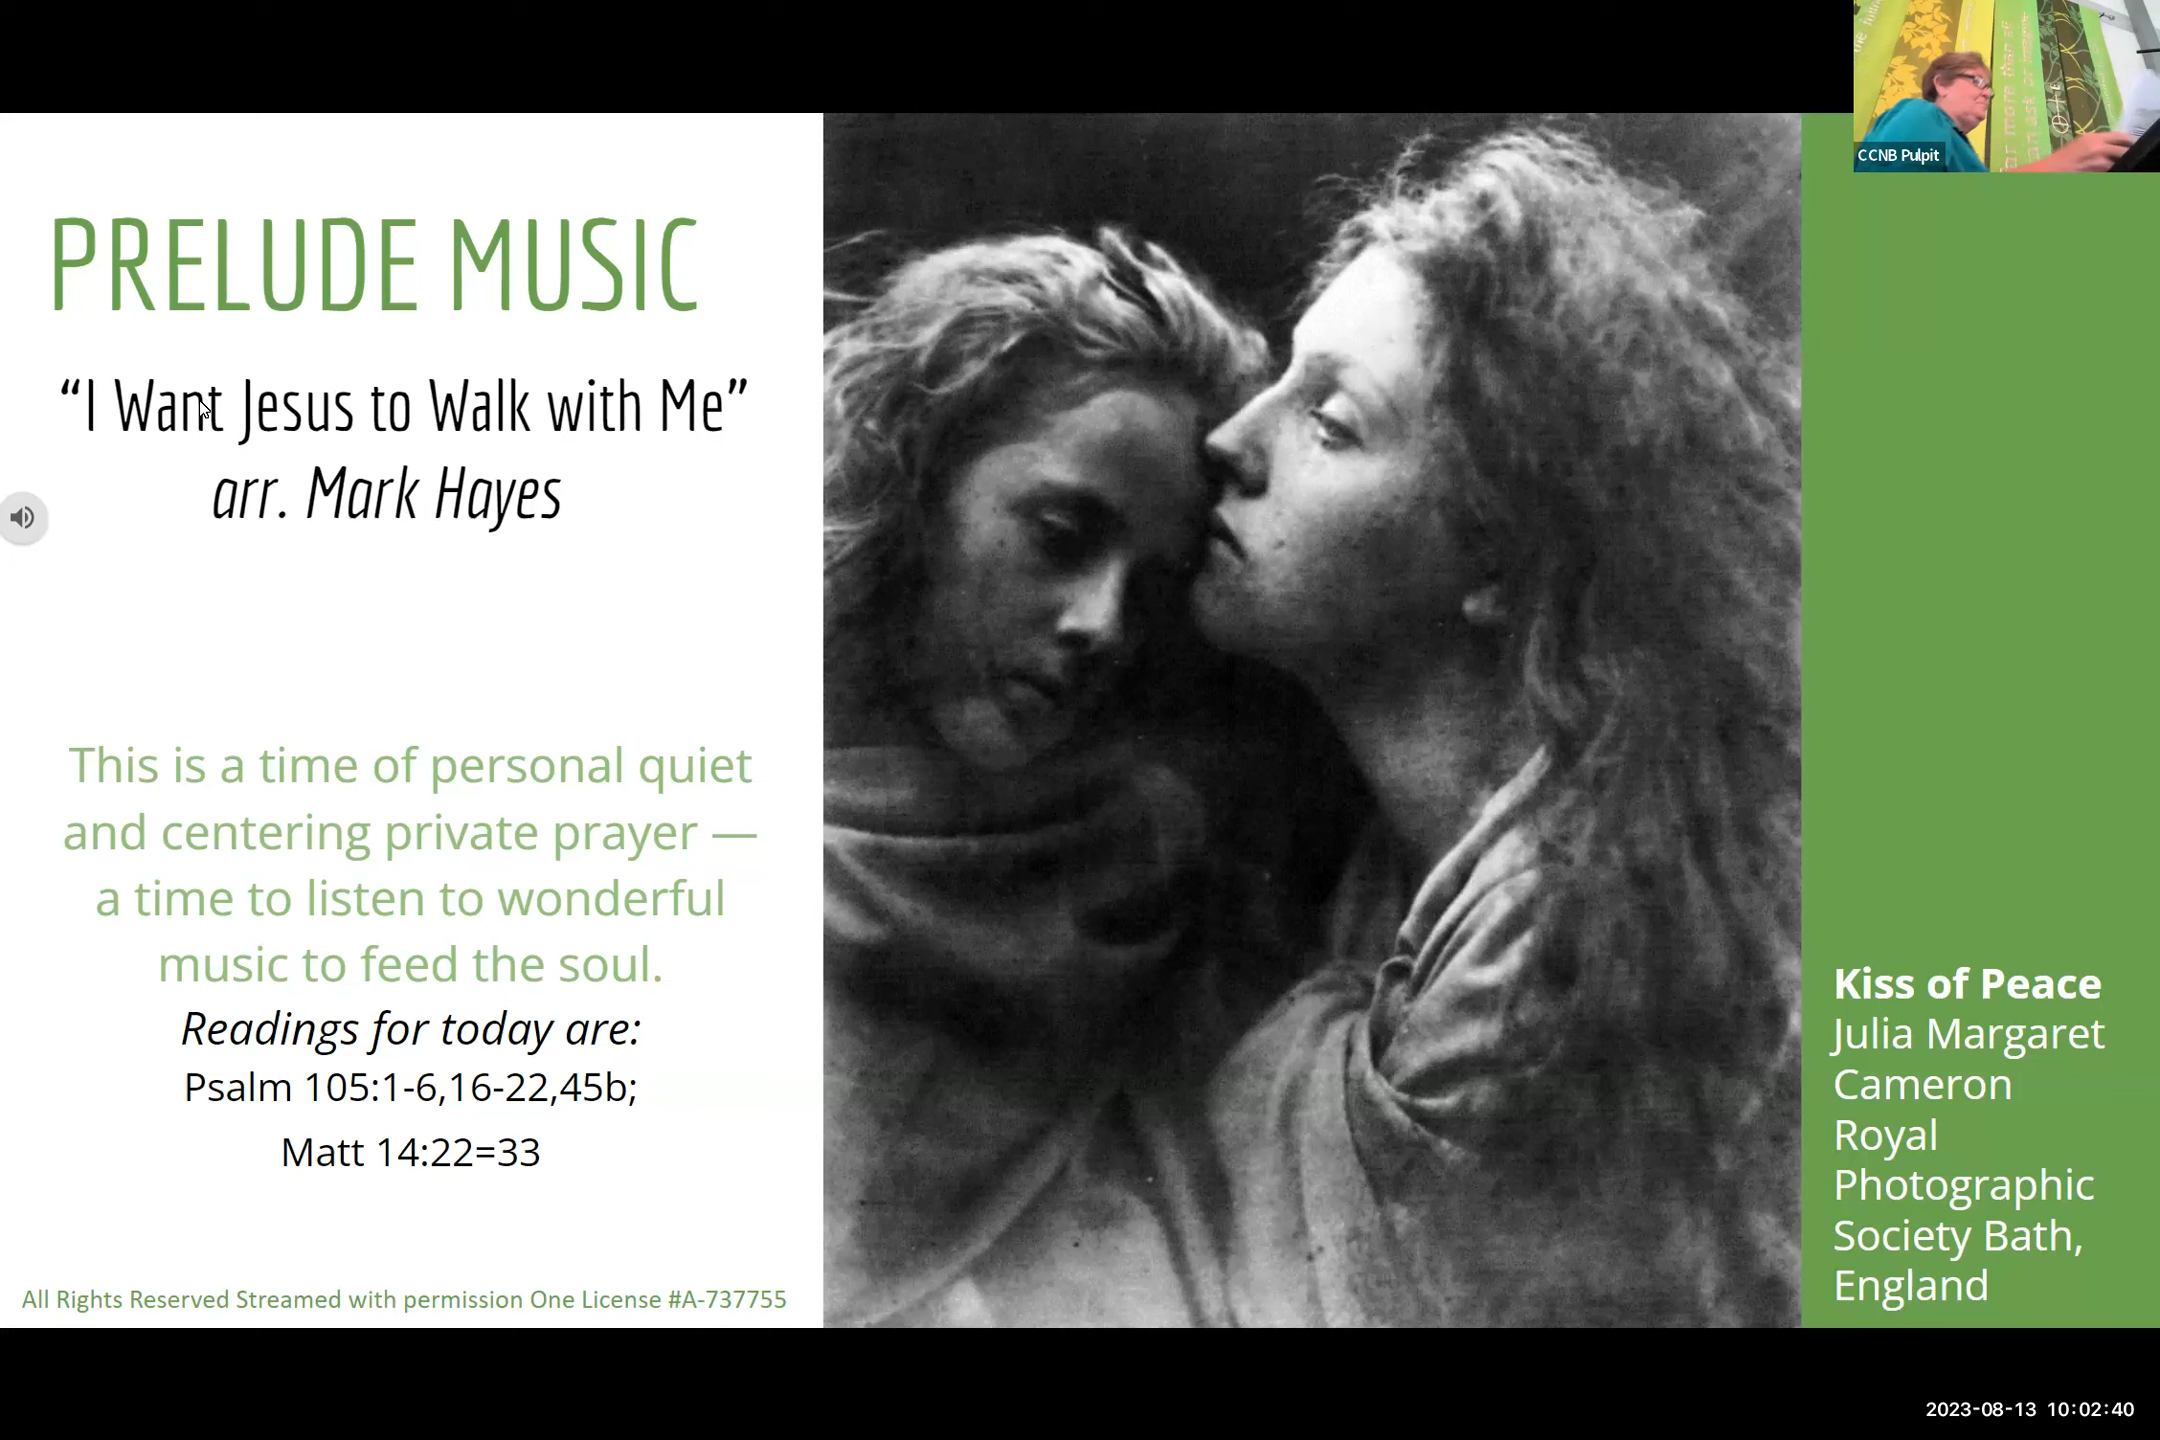 PRELUDE MUSIC
“I Want Jesus to Walk with Me”
arr. Mark Hayes
This is a time of personal quiet
and centering private prayer —
a time to listen to wonderful
music to feed the soul.
Readings for today are:
Psalm 105:1-6,16-22,45b;
Matt 14:22=33
All Rights Reserved Streamed with permission One License #A-737755
CCNB Pulpit
Kiss of Peace
Julia Margaret
Cameron
Royal
Photographic
Society Bath,
England
2023-08-13 10:02:40